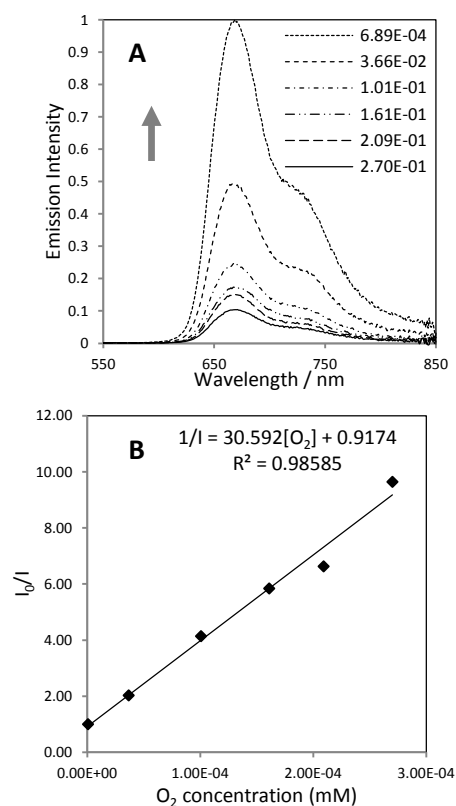 A
6.89E-04
3.66E-02
1.01E-01
1.61E-01
2.09E-01
2.70E-01
Emission Intensity
1
0.9
0.8
0.7
0.6
0.5
0.4
0.3
0.2
0.1
0
550 650 750 850
Wavelength / nm
B
1/I = 30.592[O₂] + 0.9174
R² = 0.98585
I₀/I
12.00
10.00
8.00
6.00
4.00
2.00
0.00
0.00E+00 1.00E-04 2.00E-04 3.00E-04
O₂ concentration (mM)